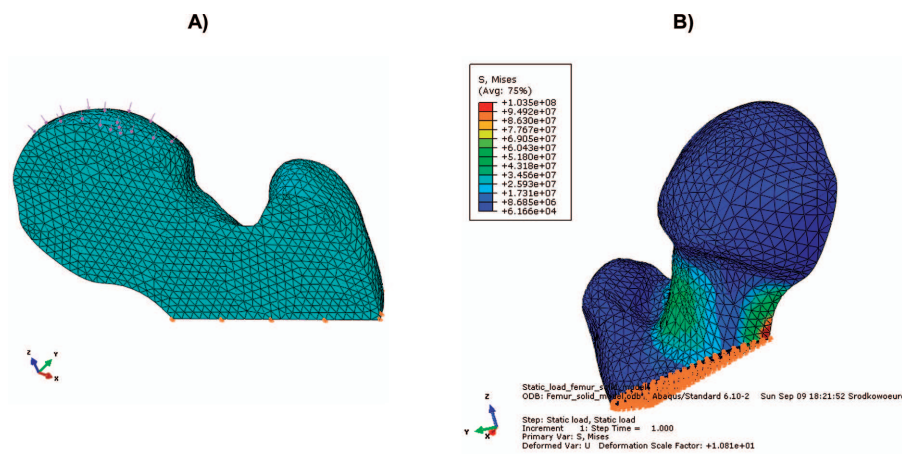 A)
B)
S, Mises
(Avg: 75%)
+1.035e+08
+9.492e+07
+8.630e+07
+7.767e+07
+6.905e+07
+6.043e+07
+5.180e+07
+4.318e+07
+3.456e+07
+2.593e+07
+1.731e+07
+8.685e+06
+6.166e+04
Z
Y
X
Z
Y
X
Static_load_femur_solid_model
ODB: Femur_solid_model.odb Abaqus/Standard 6.10-2 Sun Sep 09 18:21:52 Srodkowoeur
Step: Static load, Static load
Increment 1: Step Time = 1.000
Primary Var: S, Mises
Deformed Var: U Deformation Scale Factor: +1.081e+01